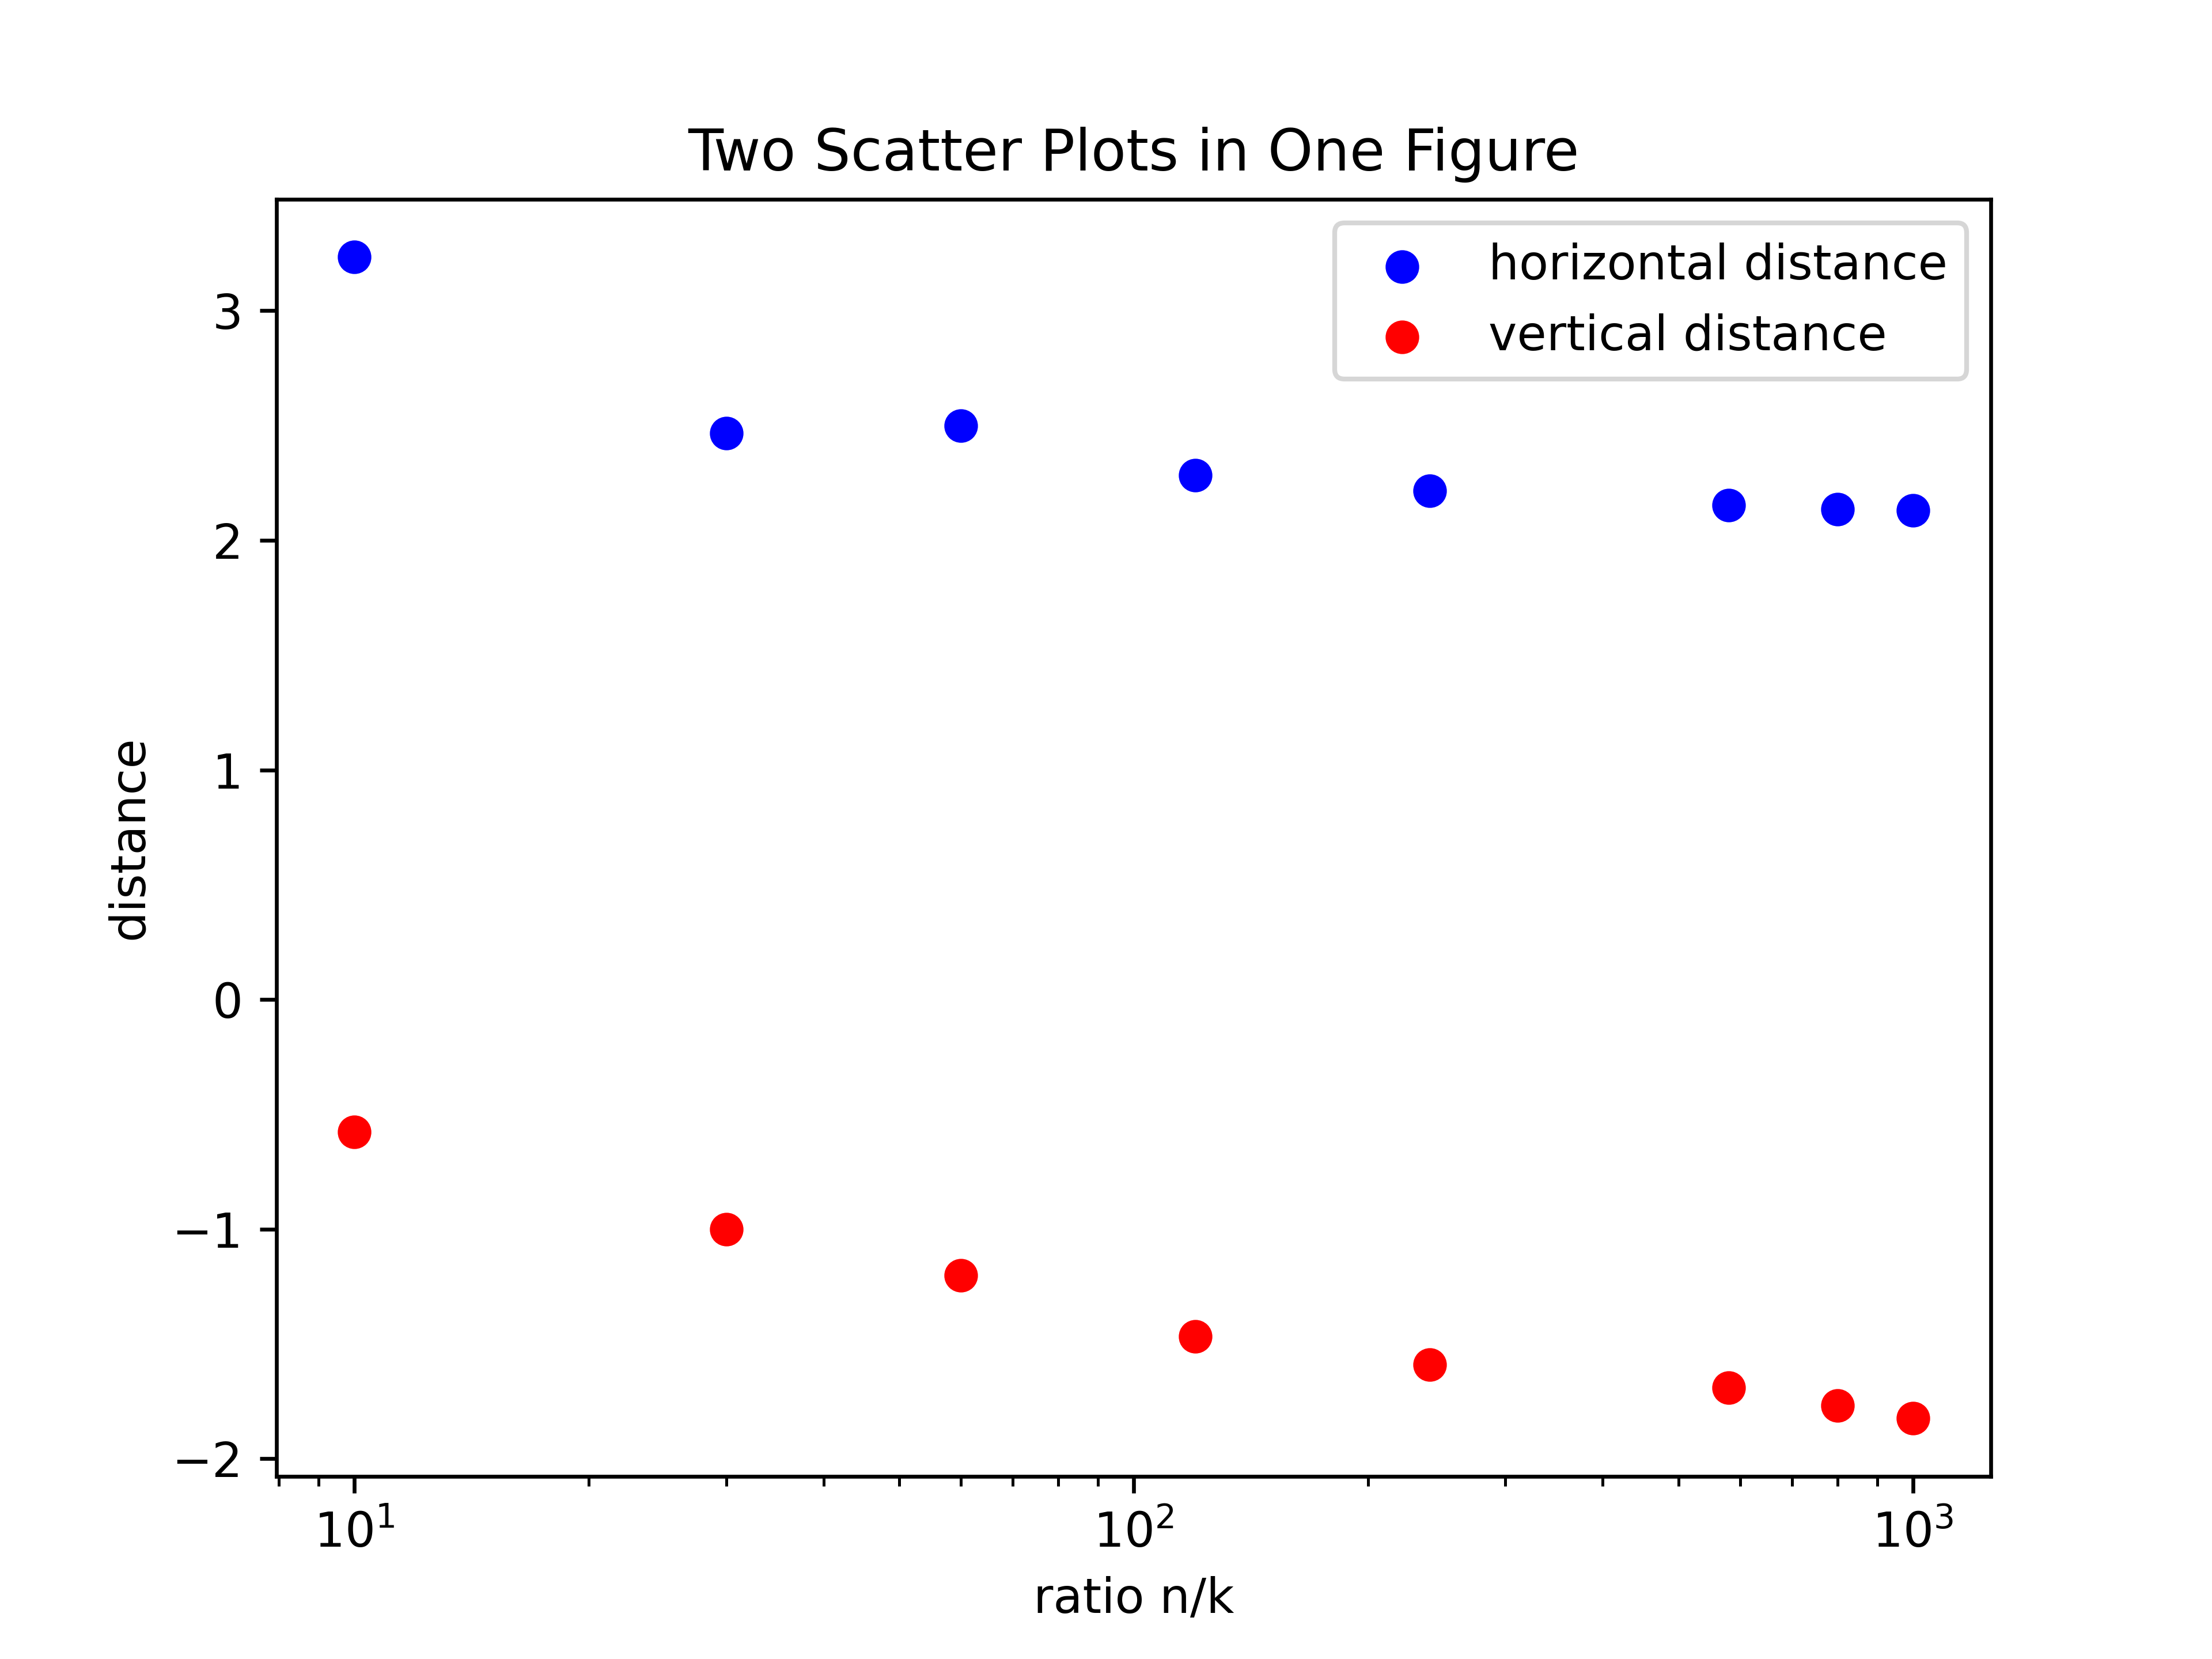 Two Scatter Plots in One Figure
horizontal distance
vertical distance
3
2
1
0
−1
−2
distance
10¹
10²
10³
ratio n/k